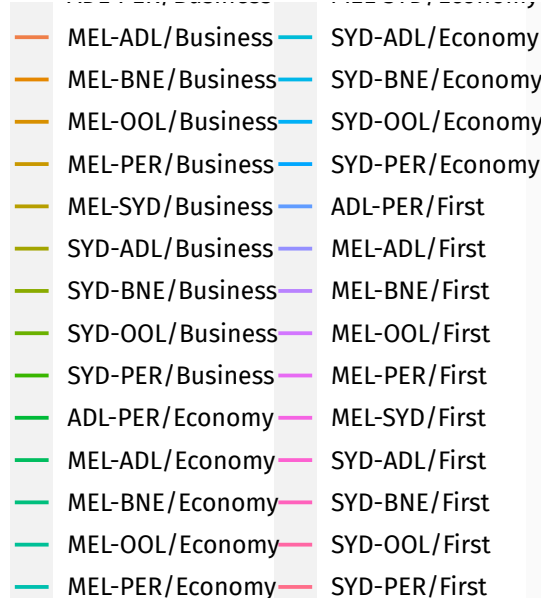 MEL-ADL/Business
MEL-BNE/Business
MEL-OOL/Business
MEL-PER/Business
MEL-SYD/Business
SYD-ADL/Business
SYD-BNE/Business
SYD-OOL/Business
SYD-PER/Business
ADL-PER/Economy
MEL-ADL/Economy
MEL-BNE/Economy
MEL-OOL/Economy
MEL-PER/Economy
SYD-ADL/Economy
SYD-BNE/Economy
SYD-OOL/Economy
SYD-PER/Economy
ADL-PER/First
MEL-ADL/First
MEL-BNE/First
MEL-OOL/First
MEL-PER/First
MEL-SYD/First
SYD-ADL/First
SYD-BNE/First
SYD-OOL/First
SYD-PER/First